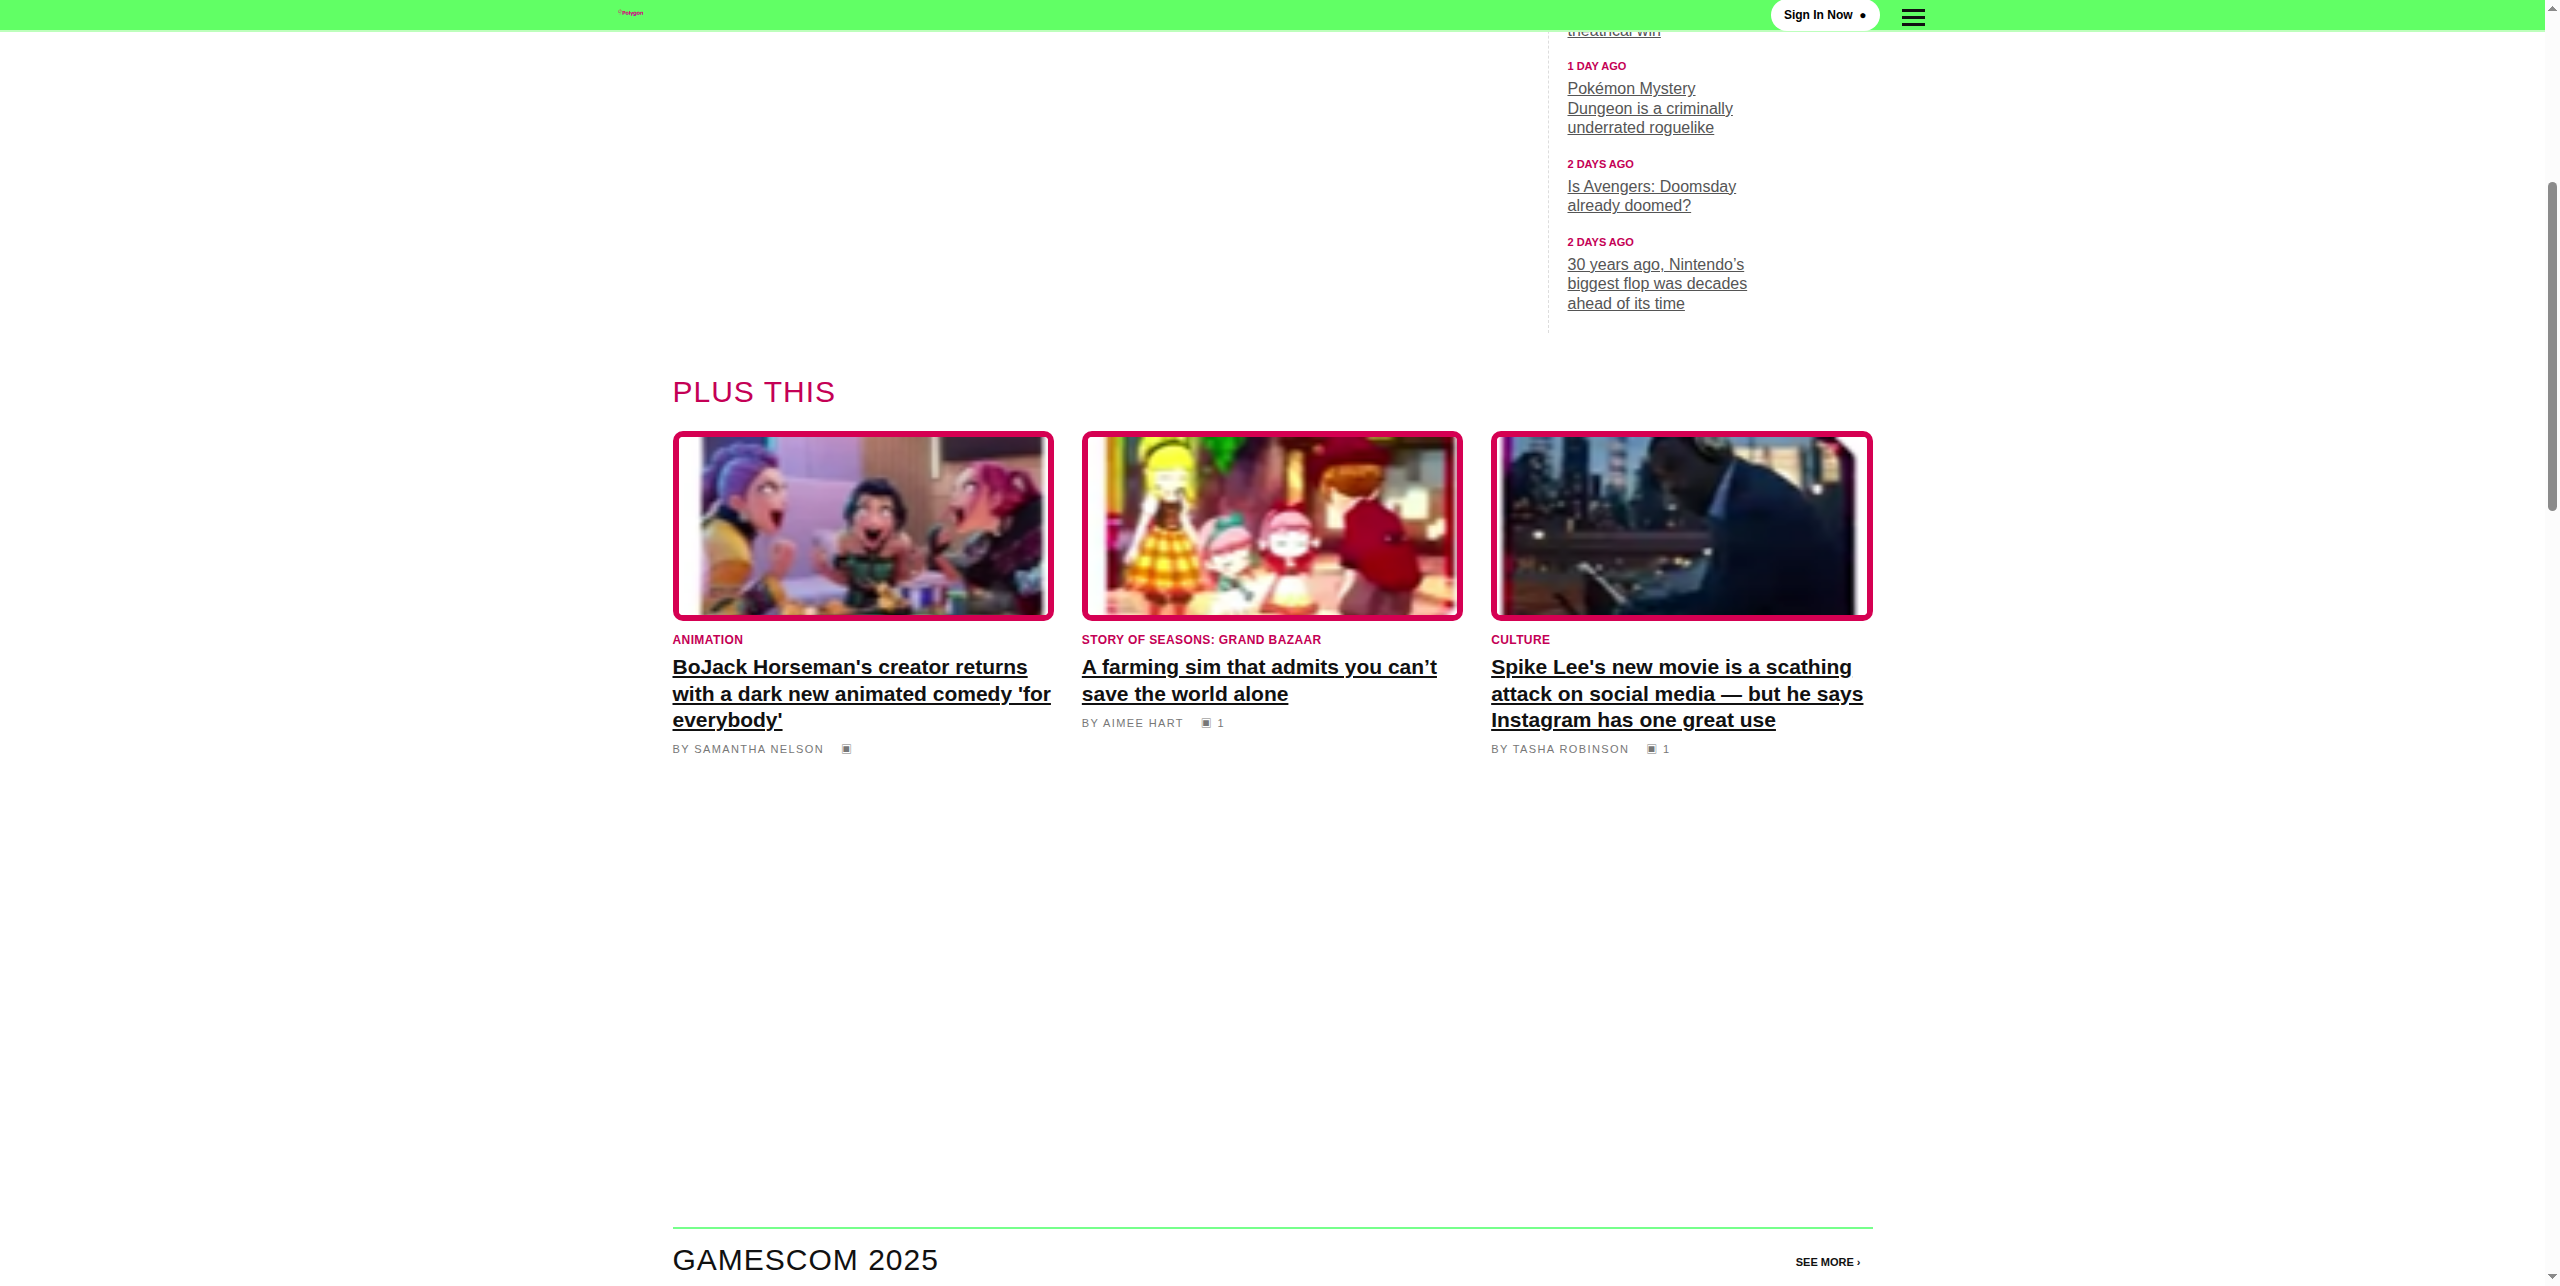 Polygon
Sign In Now
theatrical win
1 DAY AGO
Pokémon Mystery
Dungeon is a criminally
underrated roguelike
2 DAYS AGO
Is Avengers: Doomsday
already doomed?
2 DAYS AGO
30 years ago, Nintendo’s
biggest flop was decades
ahead of its time
PLUS THIS
ANIMATION
BoJack Horseman's creator returns
with a dark new animated comedy 'for
everybody'
BY SAMANTHA NELSON
STORY OF SEASONS: GRAND BAZAAR
A farming sim that admits you can’t
save the world alone
BY AIMEE HART 1
CULTURE
Spike Lee's new movie is a scathing
attack on social media — but he says
Instagram has one great use
BY TASHA ROBINSON 1
GAMESCOM 2025
SEE MORE ›